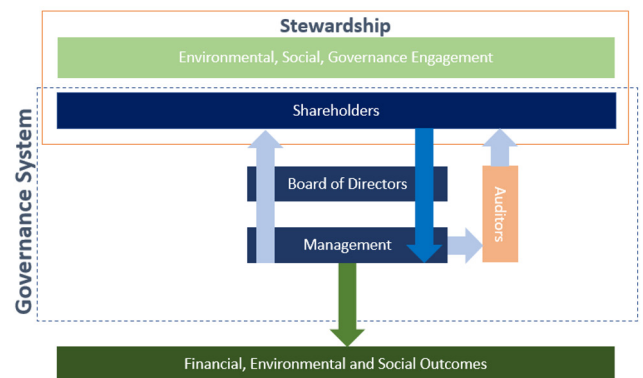 Stewardship
Environmental, Social, Governance Engagement
Shareholders
Governance System
Board of Directors
Auditors
Management
Financial, Environmental and Social Outcomes